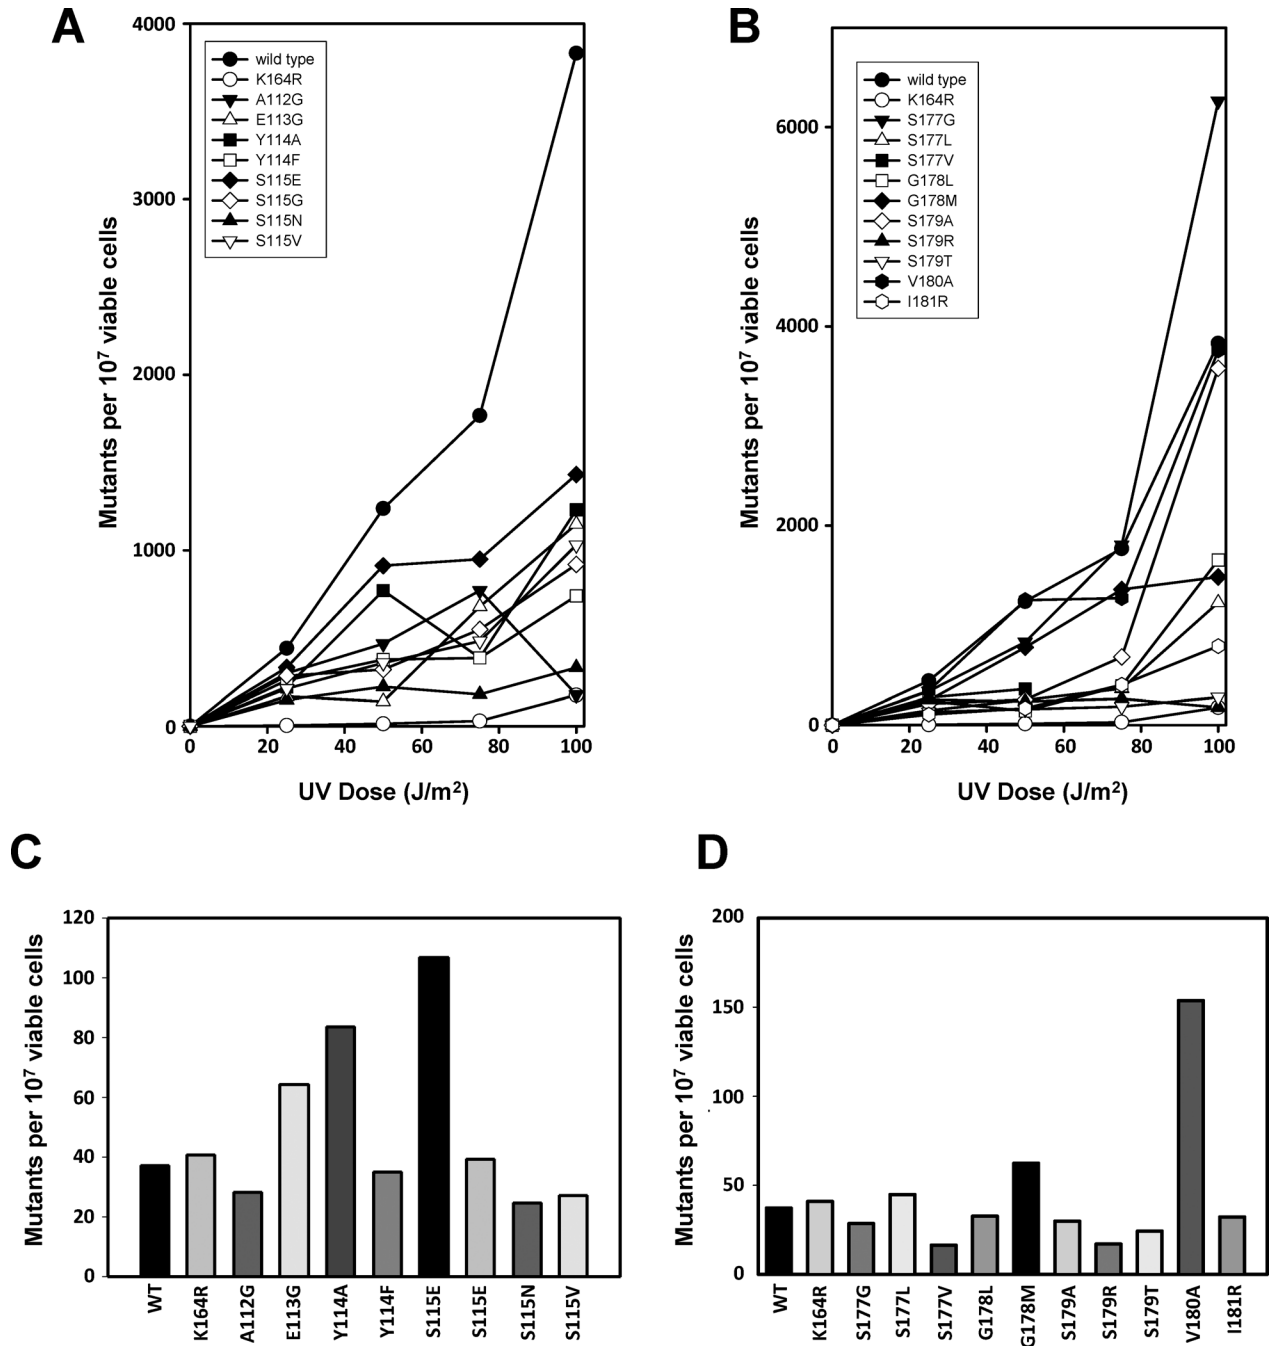 A
4000
3000
2000
1000
0
0 20 40 60 80 100
wild type
K164R
A112G
E113G
Y114A
Y114F
S115E
S115G
S115N
S115V
Mutants per 10⁷ viable cells
UV Dose (J/m²)
B
6000
4000
2000
0
0 20 40 60 80 100
wild type
K164R
S177G
S177L
S177V
G178L
G178M
S179A
S179R
S179T
V180A
I181R
Mutants per 10⁷ viable cells
UV Dose (J/m²)
C
120
100
80
60
40
20
0
Mutants per 10⁷ viable cells
WT
K164R
A112G
E113G
Y114A
Y114F
S115E
S115E
S115N
S115V
D
200
150
100
50
0
Mutants per 10⁷ viable cells
WT
K164R
S177G
S177L
S177V
G178L
G178M
S179A
S179R
S179T
V180A
I181R